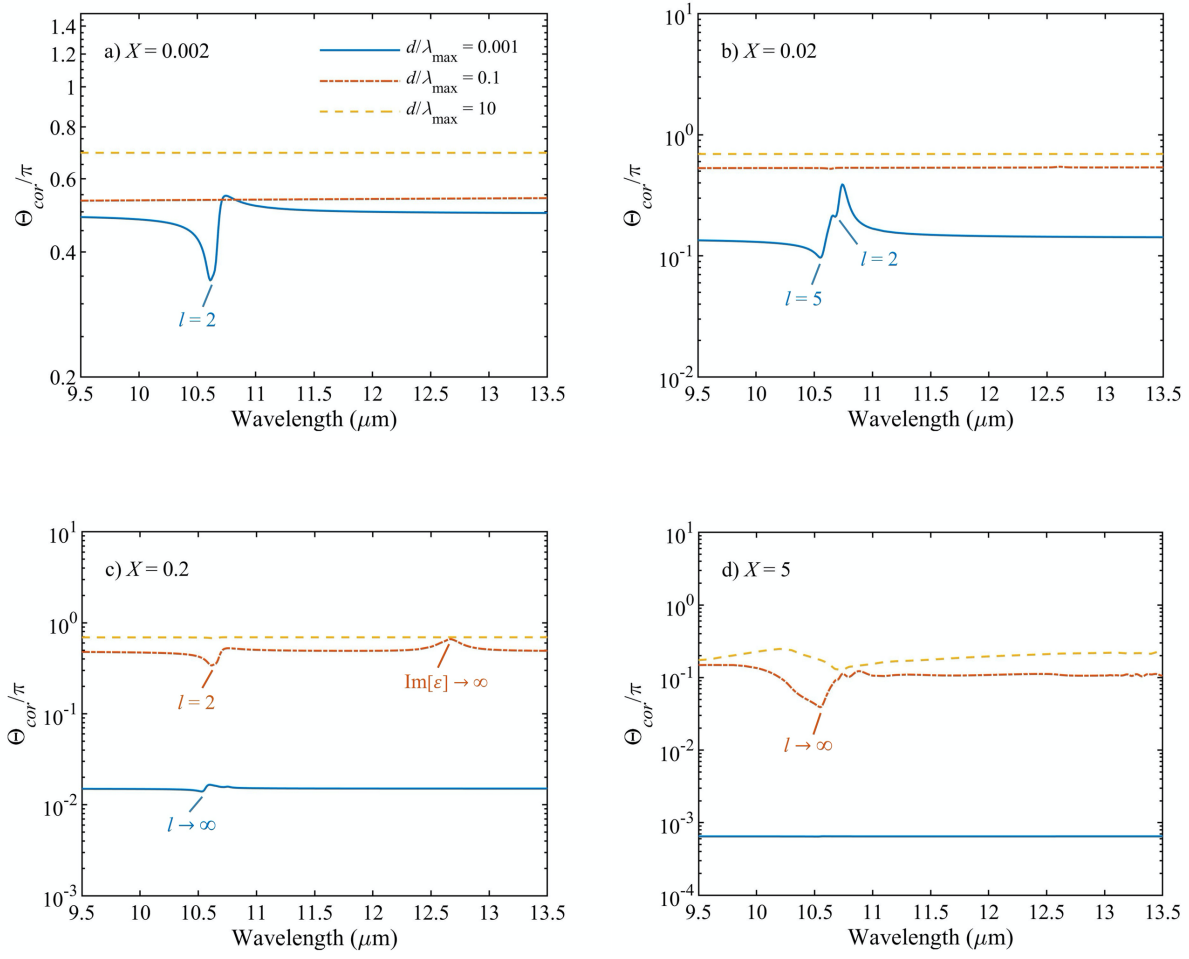 a) X = 0.002
d/λmax = 0.001
d/λmax = 0.1
d/λmax = 10
l = 2
1.4
1.2
1
0.8
0.6
0.4
0.2
Θcor/π
9.5 10 10.5 11 11.5 12 12.5 13 13.5
Wavelength (μm)
b) X = 0.02
l = 2
l = 5
10^1
10^0
10^-1
10^-2
Θcor/π
9.5 10 10.5 11 11.5 12 12.5 13 13.5
Wavelength (μm)
c) X = 0.2
l = 2
Im[ε] → ∞
l → ∞
10^1
10^0
10^-1
10^-2
10^-3
Θcor/π
9.5 10 10.5 11 11.5 12 12.5 13 13.5
Wavelength (μm)
d) X = 5
l → ∞
10^1
10^0
10^-1
10^-2
10^-3
10^-4
Θcor/π
9.5 10 10.5 11 11.5 12 12.5 13 13.5
Wavelength (μm)